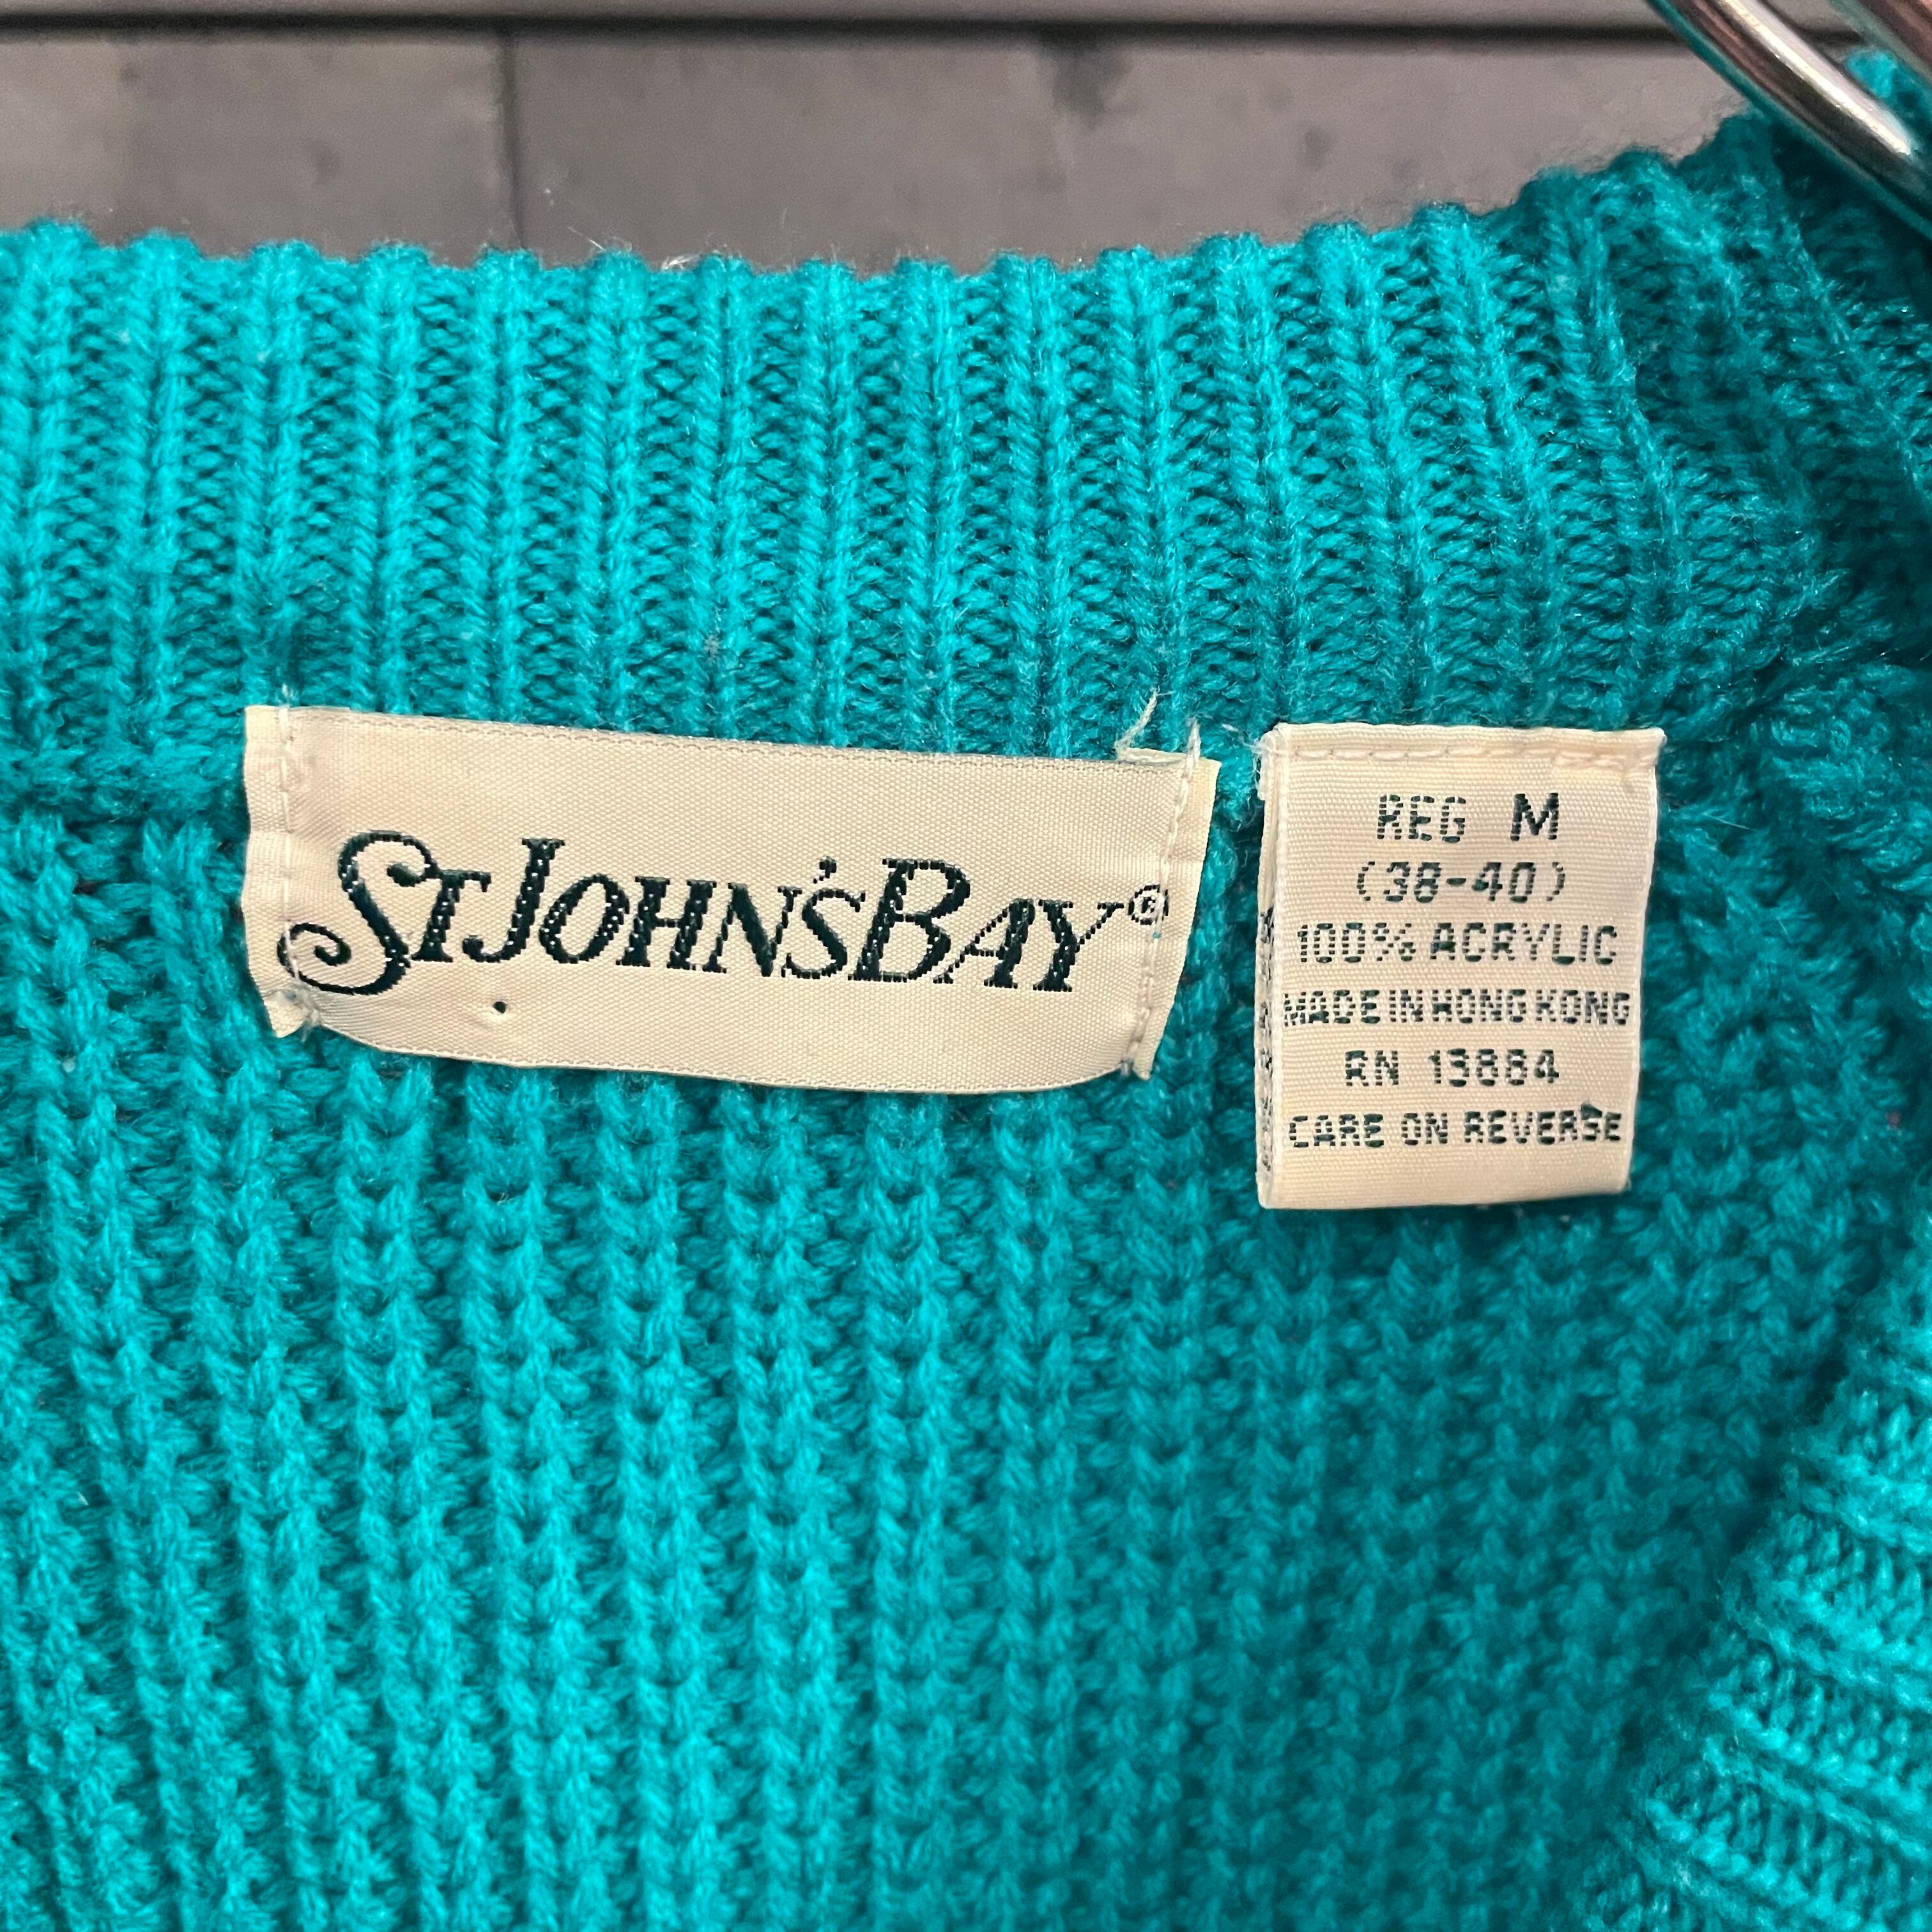 ST JOHN'S BAY®
REG M
(38-40)
100% ACRYLIC
MADE IN HONG KONG
RN 13884
CARE ON REVERSE